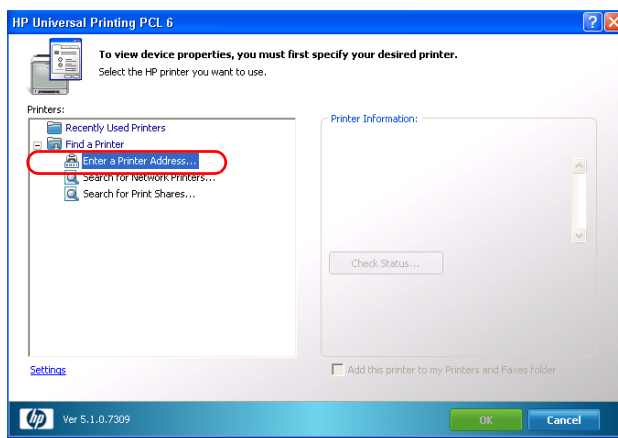 HP Universal Printing PCL 6
To view device properties, you must first specify your desired printer.
Select the HP printer you want to use.
Printers:
Recently Used Printers
Find a Printer
Enter a Printer Address...
Search for Network Printers...
Search for Print Shares...
Printer Information:
Check Status...
Settings
Add this printer to my Printers and Faxes folder
hp
Ver 5.1.0.7309
OK
Cancel